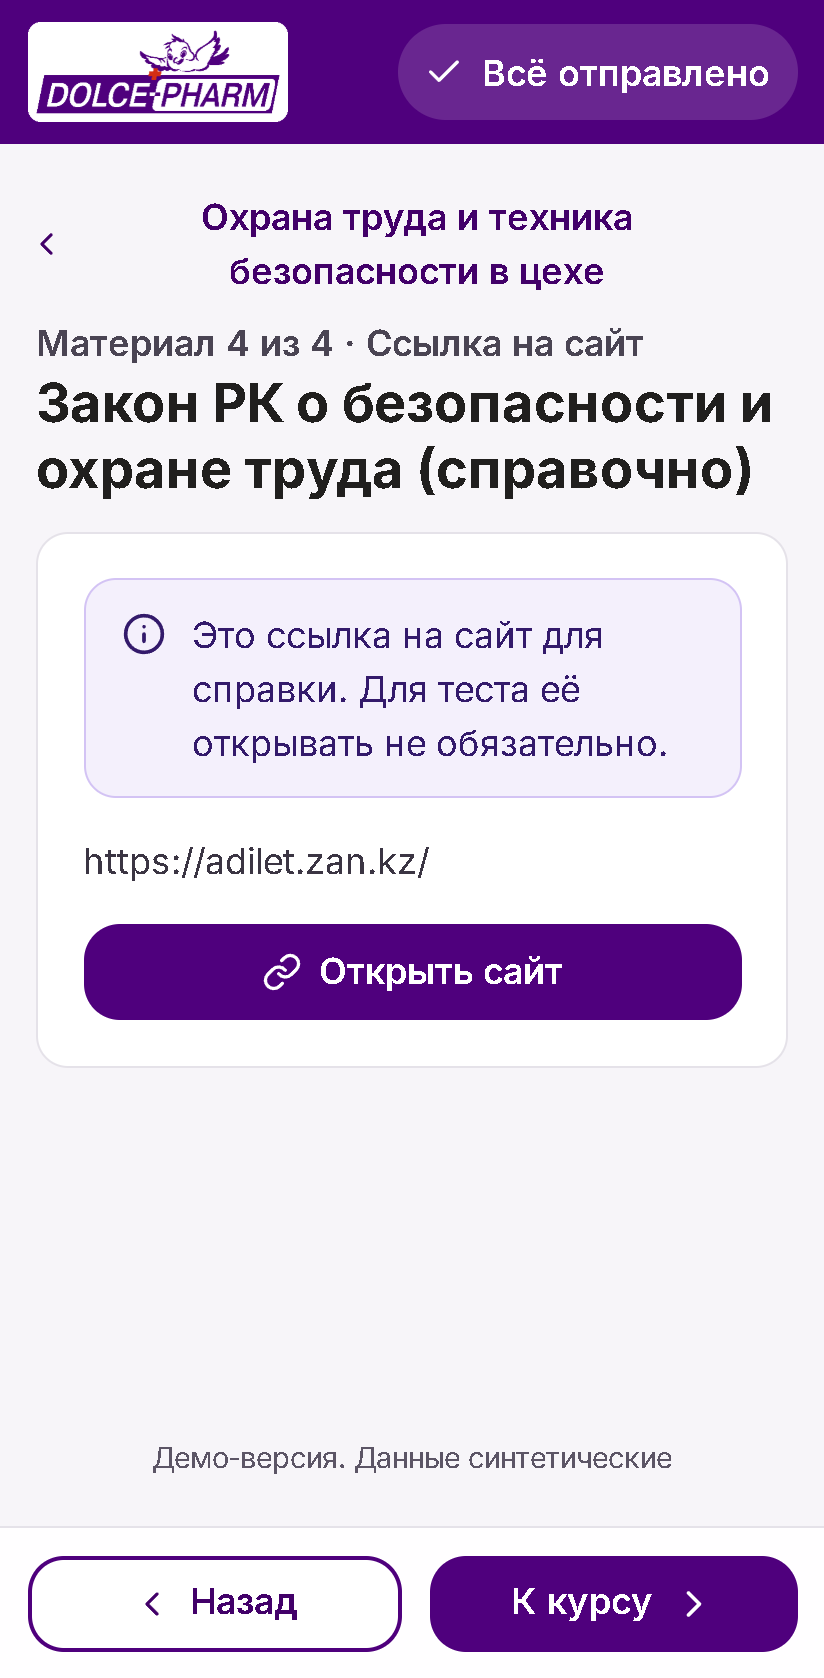 DOLCE-PHARM
Всё отправлено
Охрана труда и техника
безопасности в цехе
Материал 4 из 4 · Ссылка на сайт
Закон РК о безопасности и
охране труда (справочно)
Это ссылка на сайт для
справки. Для теста её
открывать не обязательно.
https://adilet.zan.kz/
Открыть сайт
Демо-версия. Данные синтетические
Назад
К курсу